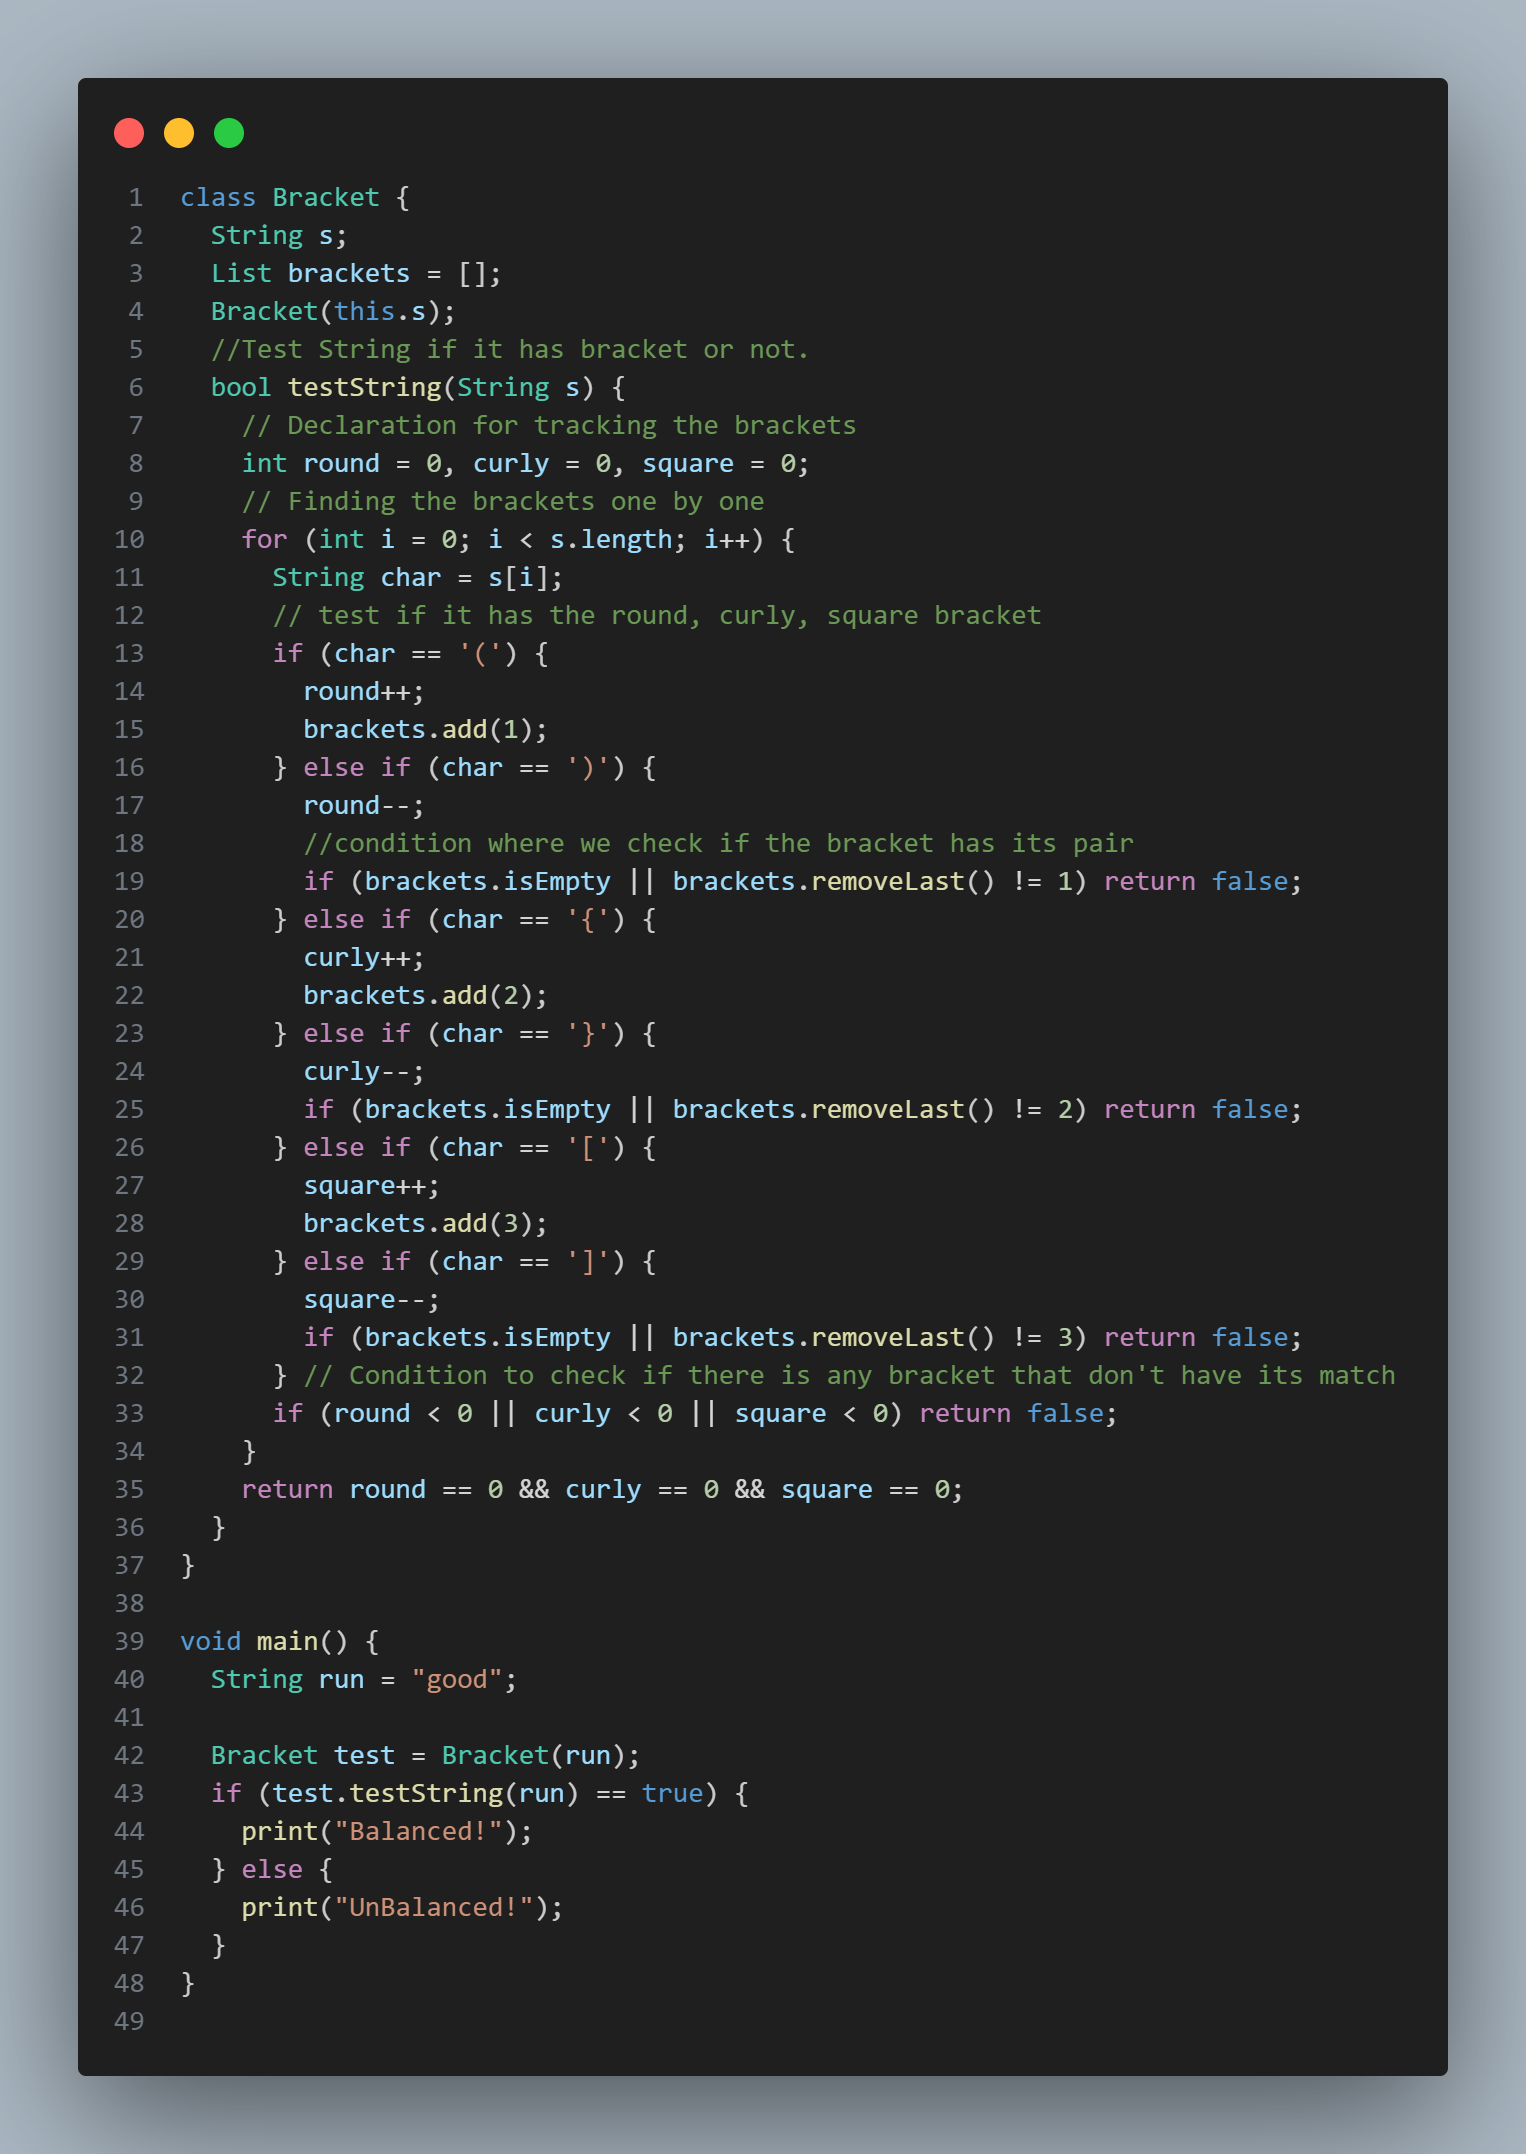 1 class Bracket {
2   String s;
3   List brackets = [];
4   Bracket(this.s);
5   //Test String if it has bracket or not.
6   bool testString(String s) {
7     // Declaration for tracking the brackets
8     int round = 0, curly = 0, square = 0;
9     // Finding the brackets one by one
10     for (int i = 0; i < s.length; i++) {
11       String char = s[i];
12       // test if it has the round, curly, square bracket
13       if (char == '(') {
14         round++;
15         brackets.add(1);
16       } else if (char == ')') {
17         round--;
18         //condition where we check if the bracket has its pair
19         if (brackets.isEmpty || brackets.removeLast() != 1) return false;
20       } else if (char == '{') {
21         curly++;
22         brackets.add(2);
23       } else if (char == '}') {
24         curly--;
25         if (brackets.isEmpty || brackets.removeLast() != 2) return false;
26       } else if (char == '[') {
27         square++;
28         brackets.add(3);
29       } else if (char == ']') {
30         square--;
31         if (brackets.isEmpty || brackets.removeLast() != 3) return false;
32       } // Condition to check if there is any bracket that don't have its match
33       if (round < 0 || curly < 0 || square < 0) return false;
34     }
35     return round == 0 && curly == 0 && square == 0;
36   }
37 }
38
39 void main() {
40   String run = "good";
41
42   Bracket test = Bracket(run);
43   if (test.testString(run) == true) {
44     print("Balanced!");
45   } else {
46     print("UnBalanced!");
47   }
48 }
49